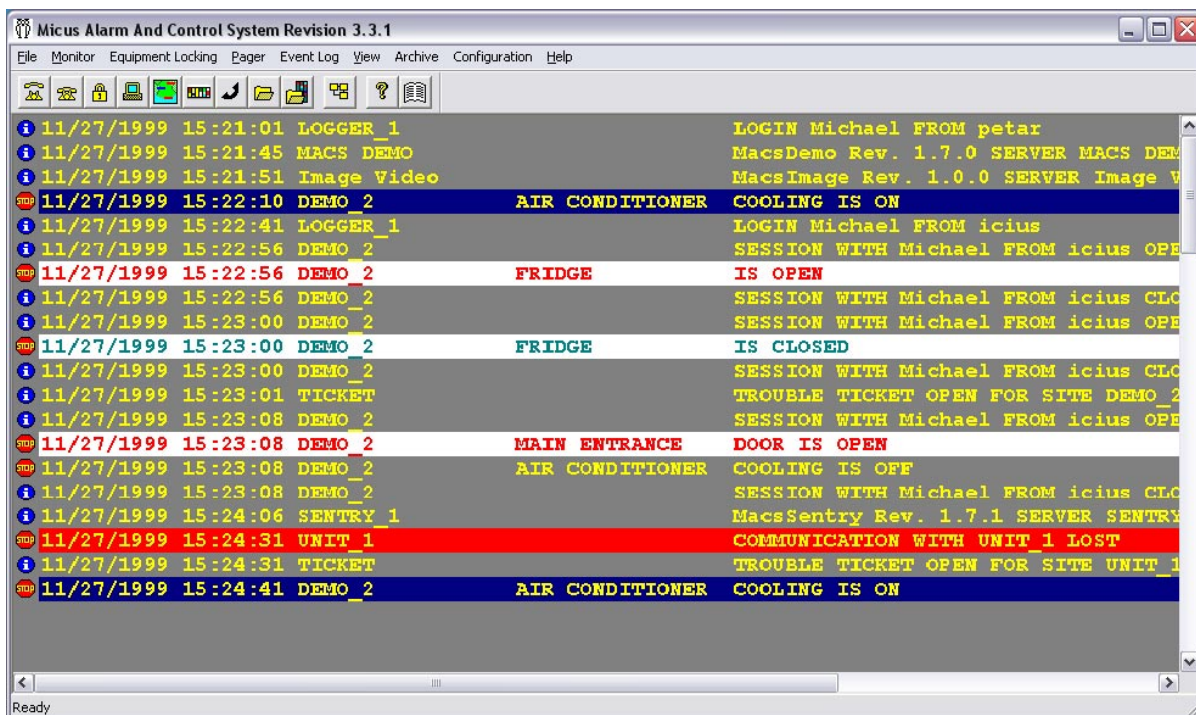 Micus Alarm And Control System Revision 3.3.1
File Monitor Equipment Locking Pager Event Log View Archive Configuration Help
11/27/1999 15:21:01 LOGGER_1 LOGIN Michael FROM petar
11/27/1999 15:21:45 MACS DEMO MacsDemo Rev. 1.7.0 SERVER MACS DEM
11/27/1999 15:21:51 Image Video MacsImage Rev. 1.0.0 SERVER Image V
STOP 11/27/1999 15:22:10 DEMO_2 AIR CONDITIONER COOLING IS ON
11/27/1999 15:22:41 LOGGER_1 LOGIN Michael FROM icius
11/27/1999 15:22:56 DEMO_2 SESSION WITH Michael FROM icius OPE
STOP 11/27/1999 15:22:56 DEMO_2 FRIDGE IS OPEN
11/27/1999 15:22:56 DEMO_2 SESSION WITH Michael FROM icius CLO
11/27/1999 15:23:00 DEMO_2 SESSION WITH Michael FROM icius OPE
STOP 11/27/1999 15:23:00 DEMO_2 FRIDGE IS CLOSED
11/27/1999 15:23:00 DEMO_2 SESSION WITH Michael FROM icius CLO
11/27/1999 15:23:01 TICKET TROUBLE TICKET OPEN FOR SITE DEMO_2
11/27/1999 15:23:08 DEMO_2 SESSION WITH Michael FROM icius OPE
STOP 11/27/1999 15:23:08 DEMO_2 MAIN ENTRANCE DOOR IS OPEN
STOP 11/27/1999 15:23:08 DEMO_2 AIR CONDITIONER COOLING IS OFF
11/27/1999 15:23:08 DEMO_2 SESSION WITH Michael FROM icius CLO
11/27/1999 15:24:06 SENTRY_1 MacsSentry Rev. 1.7.1 SERVER SENTRY
STOP 11/27/1999 15:24:31 UNIT_1 COMMUNICATION WITH UNIT_1 LOST
11/27/1999 15:24:31 TICKET TROUBLE TICKET OPEN FOR SITE UNIT_1
STOP 11/27/1999 15:24:41 DEMO_2 AIR CONDITIONER COOLING IS ON
Ready